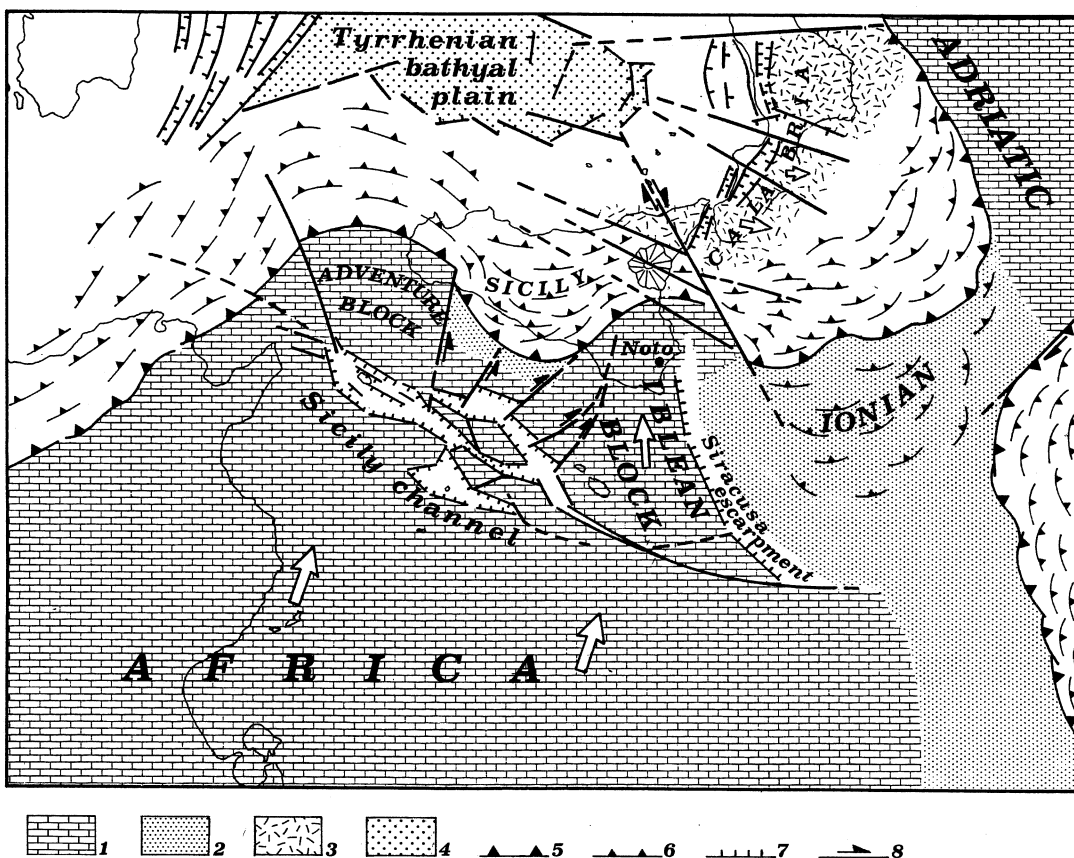 Tyrrhenian
bathyal
plain
ADRIATIC
CALABRIA
ADVENTURE
BLOCK
SICILY
Noto
IBLEAN
BLOCK
IONIAN
Sicily channel
Siracusa
escarpment
AFRICA
1 2 3 4 5 6 7 8